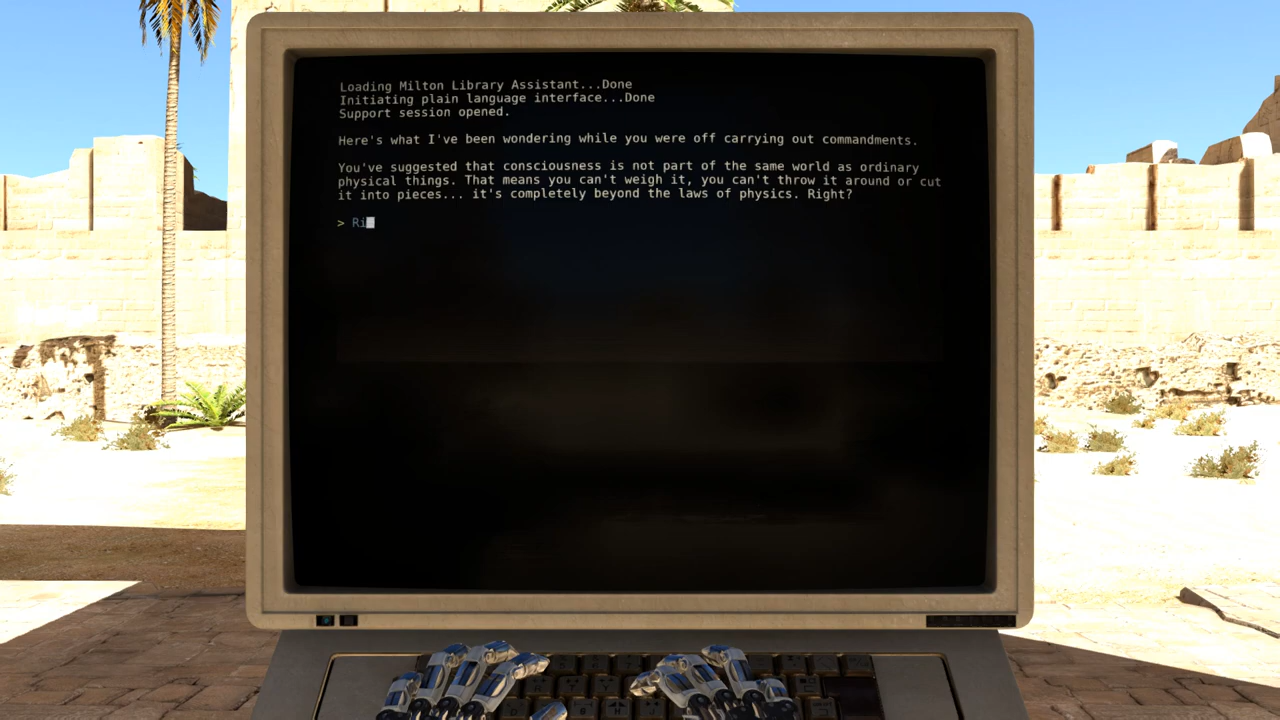 Loading Milton Library Assistant...Done
Initiating plain language interface...Done
Support session opened.
Here's what I've been wondering while you were off carrying out commandments.
You've suggested that consciousness is not part of the same world as ordinary
physical things. That means you can't weigh it, you can't throw it around or cut
it into pieces... it's completely beyond the laws of physics. Right?
> Ri